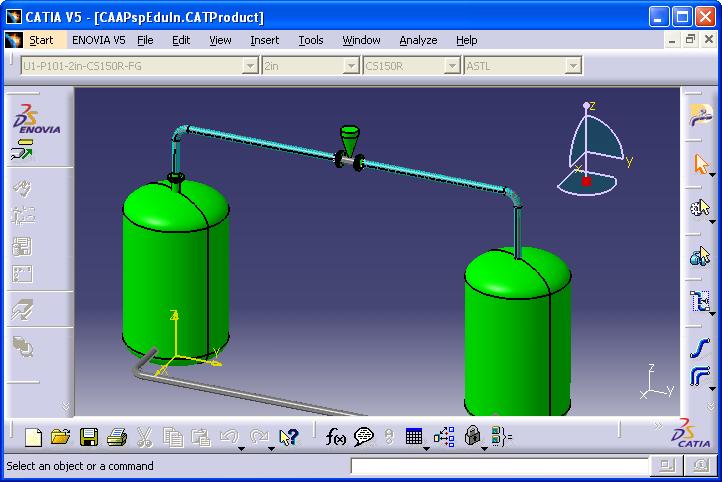 CATIA V5 - [CAAPspEduIn.CATProduct]
Start ENOVIA V5 File Edit View Insert Tools Window Analyze Help
U1-P101-2in-CS150R-FG 2in CS150R ASTL
ENOVIA
z
y
x
Z
Y
X
z
y
x
f(x)
CATIA
Select an object or a command